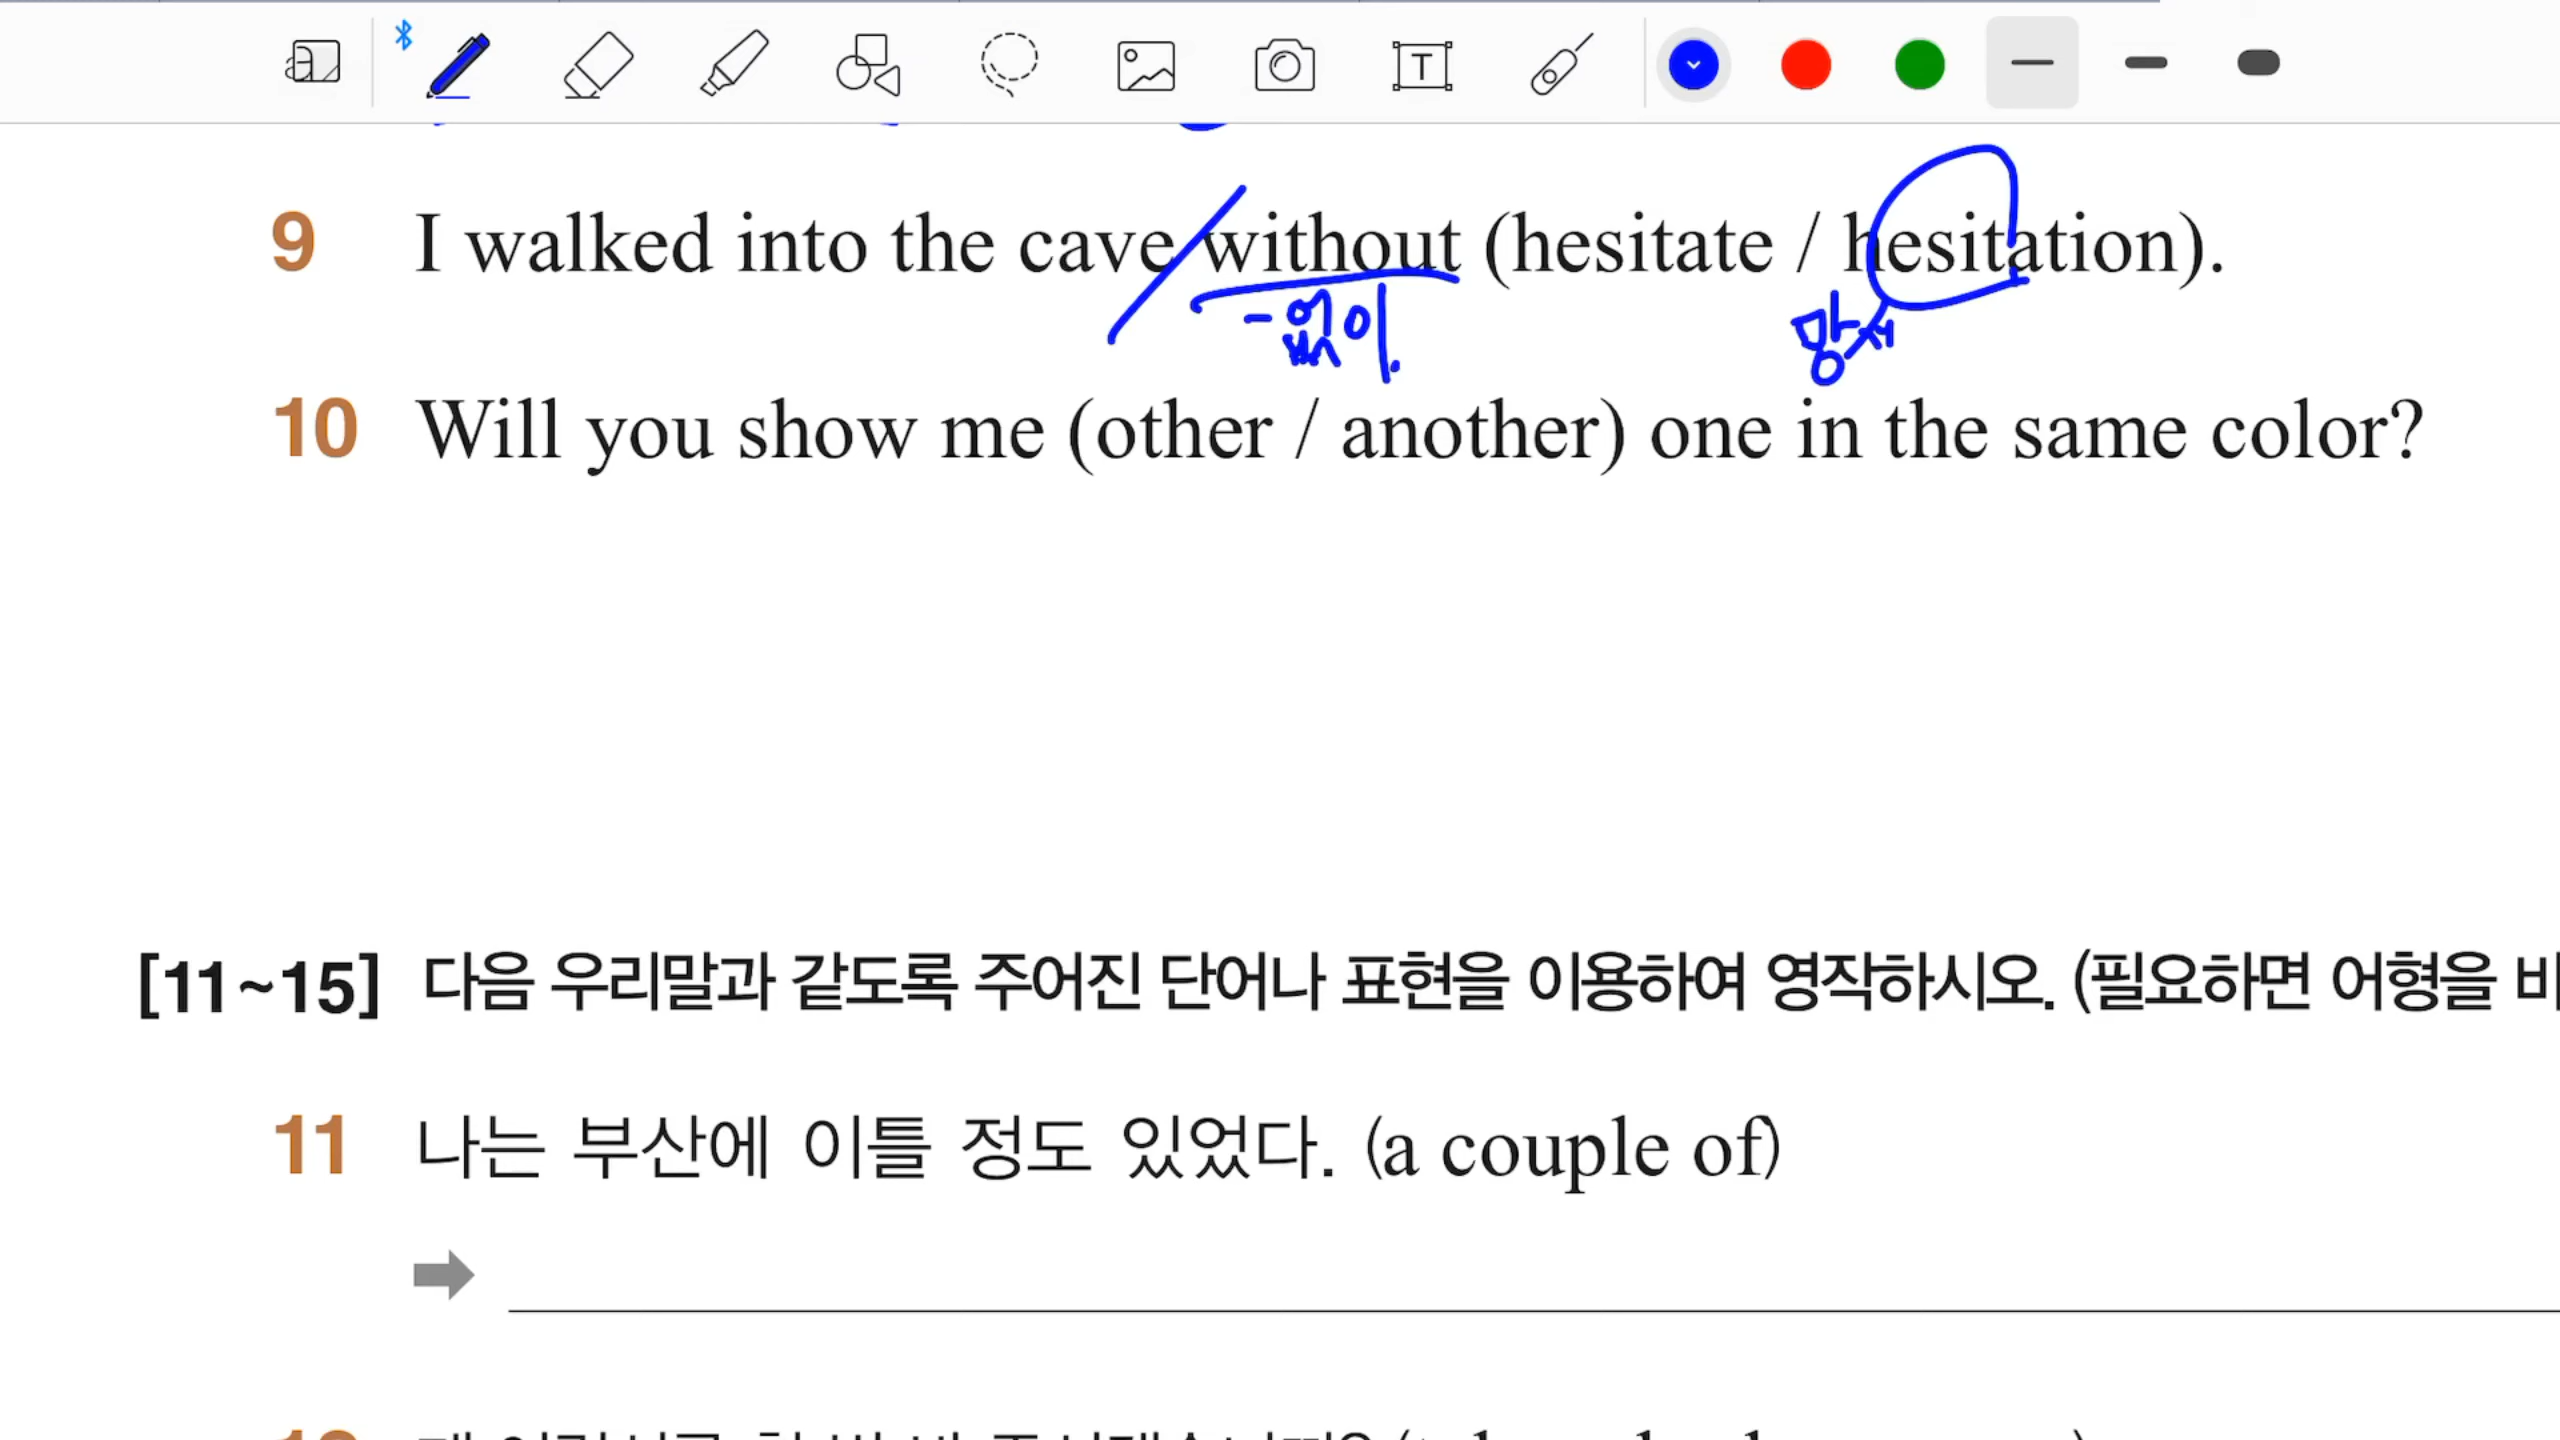 9 I walked into the cave without (hesitate / hesitation).
- 없이.
10 Will you show me (other / another) one in the same color?
[11~15] 다음 우리말과 같도록 주어진 단어나 표현을 이용하여 영작하시오. (필요하면 어형을
11 나는 부산에 이틀 정도 있었다. (a couple of)